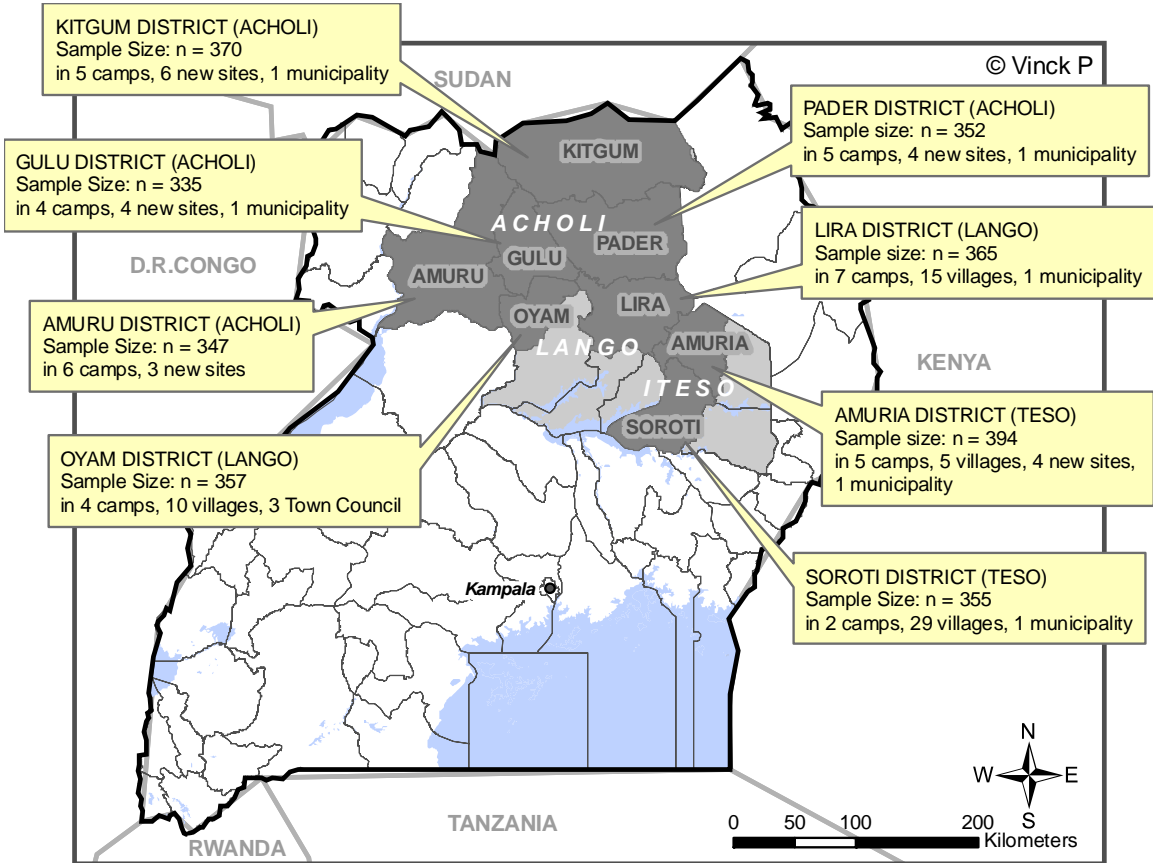 KITGUM DISTRICT (ACHOLI)
Sample Size: n = 370
in 5 camps, 6 new sites, 1 municipality
SUDAN
© Vinck P
PADER DISTRICT (ACHOLI)
Sample size: n = 352
in 5 camps, 4 new sites, 1 municipality
KITGUM
GULU DISTRICT (ACHOLI)
Sample Size: n = 335
in 4 camps, 4 new sites, 1 municipality
ACHOLI
PADER
GULU
LIRA DISTRICT (LANGO)
Sample size: n = 365
in 7 camps, 15 villages, 1 municipality
D.R.CONGO
AMURU
LIRA
OYAM
AMURU DISTRICT (ACHOLI)
Sample Size: n = 347
in 6 camps, 3 new sites
LANGO
AMURIA
KENYA
ITESO
SOROTI
AMURIA DISTRICT (TESO)
Sample size: n = 394
in 5 camps, 5 villages, 4 new sites,
1 municipality
OYAM DISTRICT (LANGO)
Sample Size: n = 357
in 4 camps, 10 villages, 3 Town Council
SOROTI DISTRICT (TESO)
Sample Size: n = 355
in 2 camps, 29 villages, 1 municipality
Kampala
N
W E
S
TANZANIA
RWANDA
0 50 100 200
Kilometers